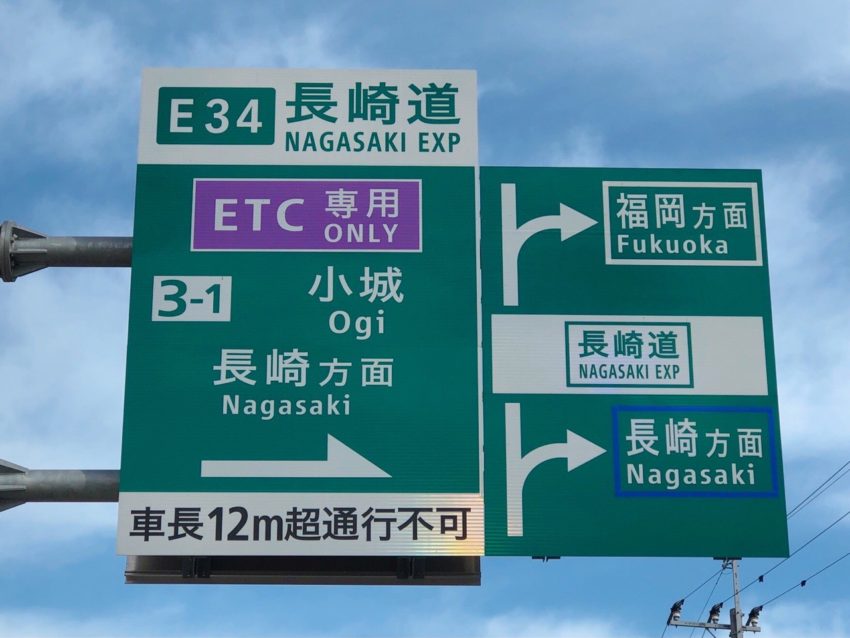 E34 長崎道
NAGASAKI EXP
ETC 専用
ONLY
3-1 小城
Ogi
長崎方面
Nagasaki
車長12m超通行不可
福岡方面
Fukuoka
長崎道
NAGASAKI EXP
長崎方面
Nagasaki